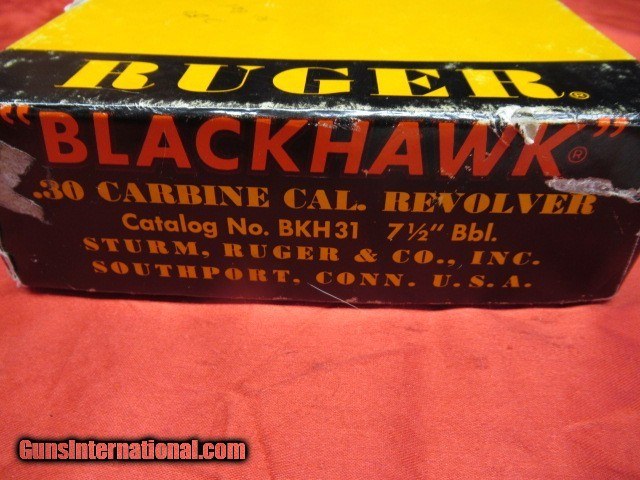 RUGER®
"BLACKHAWK"®
.30 CARBINE CAL. REVOLVER
Catalog No. BKH31 7½" Bbl.
STURM, RUGER & CO., INC.
SOUTHPORT, CONN. U.S.A.
GunsInternational.com